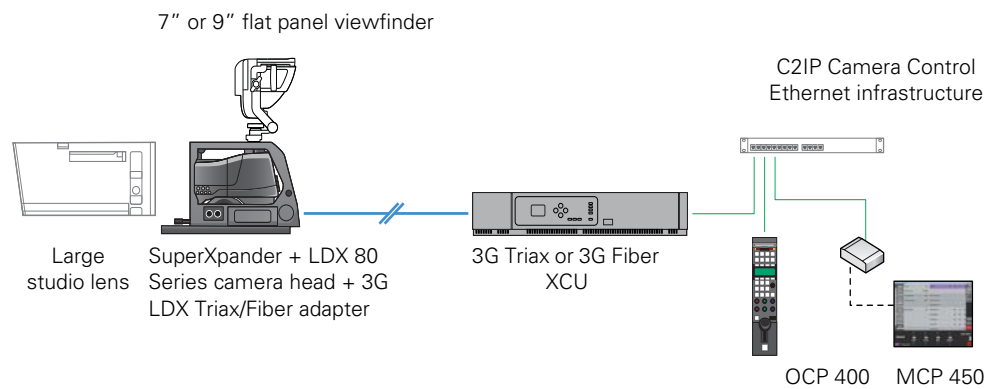 7” or 9” flat panel viewfinder
C2IP Camera Control
Ethernet infrastructure
Large
studio lens
SuperXpander + LDX 80
Series camera head + 3G
LDX Triax/Fiber adapter
3G Triax or 3G Fiber
XCU
OCP 400
MCP 450